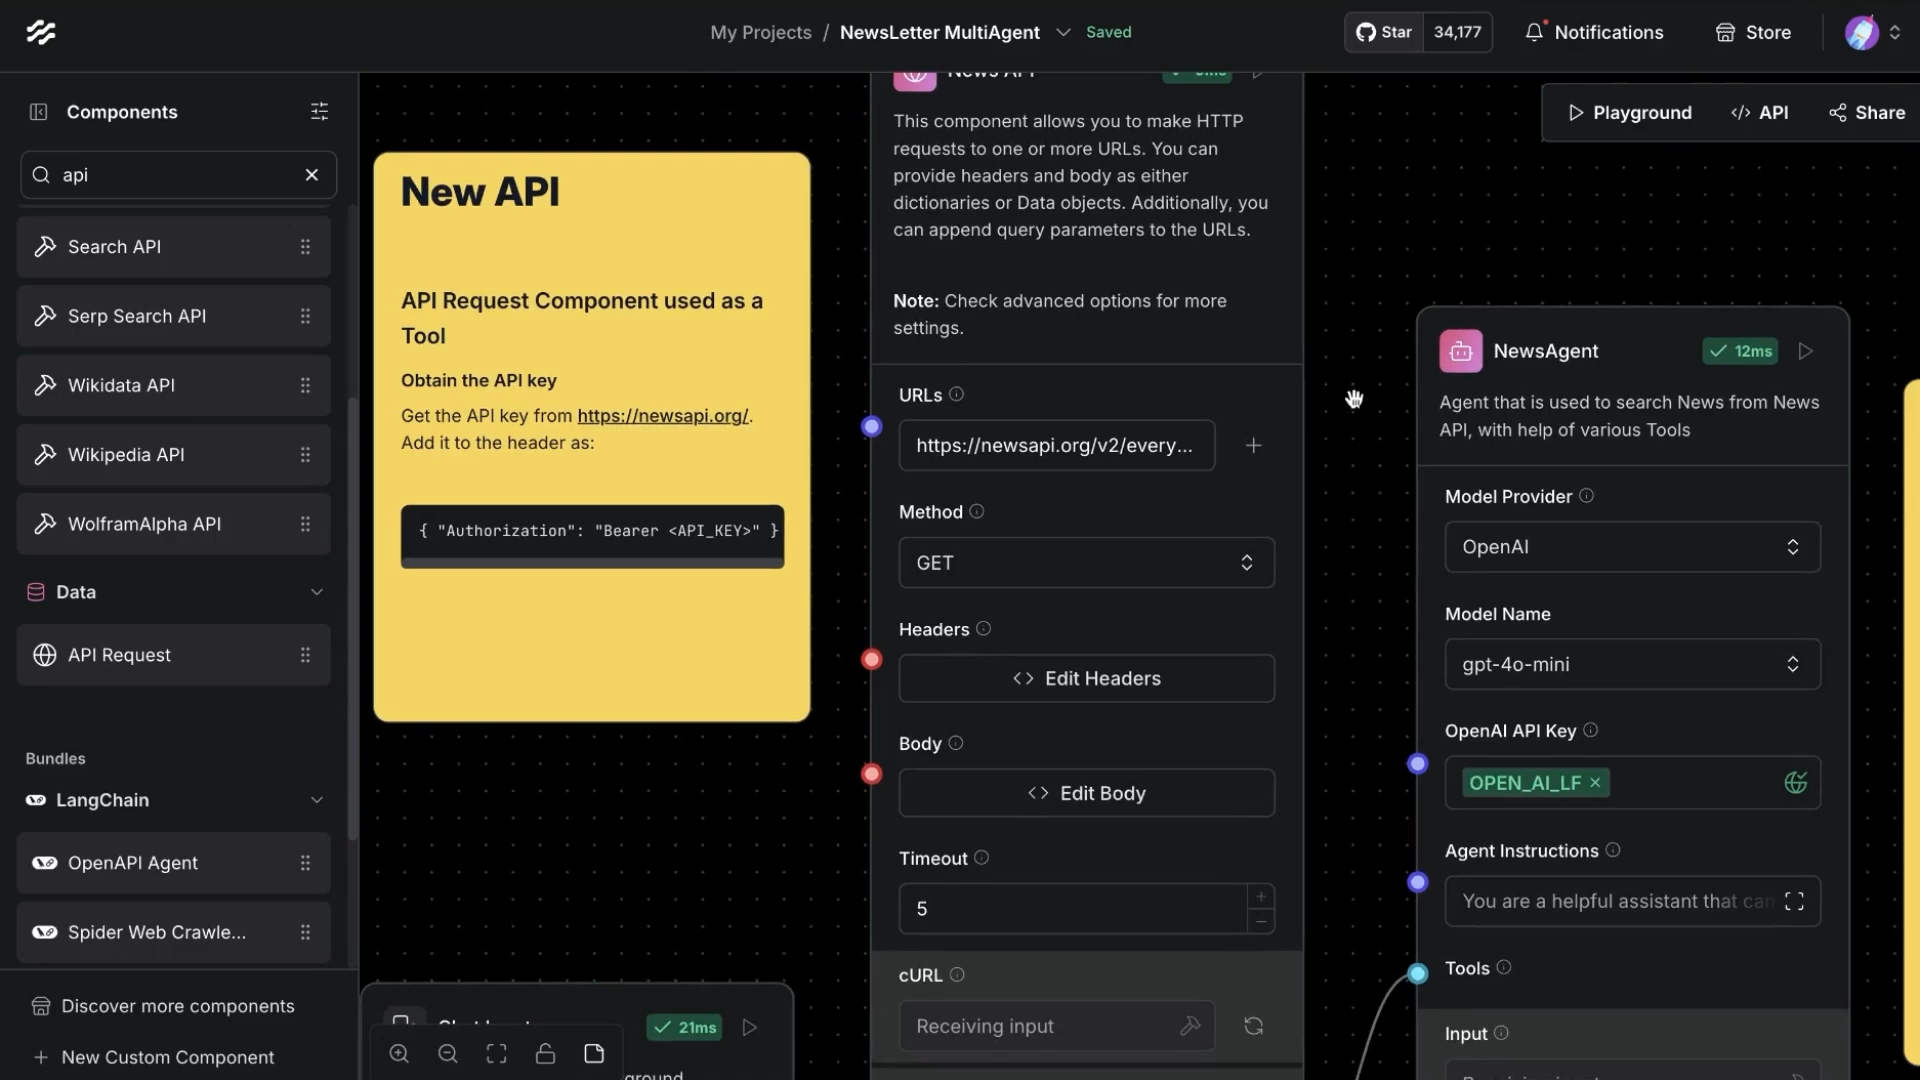 My Projects / NewsLetter MultiAgent Saved
Star 34,177
Notifications
Store
Components
api
Search API
Serp Search API
Wikidata API
Wikipedia API
WolframAlpha API
Data
API Request
Bundles
LangChain
OpenAPI Agent
Spider Web Crawle...
Discover more components
New Custom Component
New API
API Request Component used as a
Tool
Obtain the API key
Get the API key from https://newsapi.org/.
Add it to the header as:
{ "Authorization": "Bearer <API_KEY>" }
21ms
News API
This component allows you to make HTTP
requests to one or more URLs. You can
provide headers and body as either
dictionaries or Data objects. Additionally, you
can append query parameters to the URLs.
Note: Check advanced options for more
settings.
URLs
https://newsapi.org/v2/every...
Method
GET
Headers
Edit Headers
Body
Edit Body
Timeout
5
cURL
Receiving input
Playground
API
Share
NewsAgent
12ms
Agent that is used to search News from News
API, with help of various Tools
Model Provider
OpenAI
Model Name
gpt-4o-mini
OpenAI API Key
OPEN_AI_LF
Agent Instructions
You are a helpful assistant that can
Tools
Input